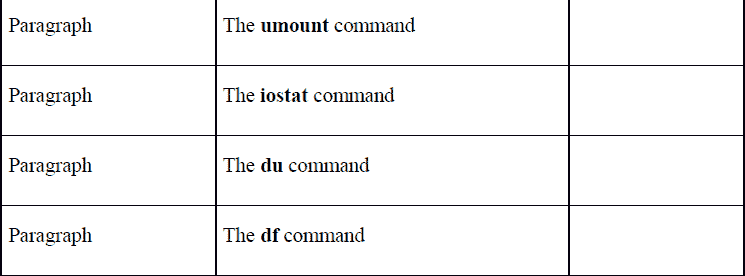 Paragraph The umount command
Paragraph The iostat command
Paragraph The du command
Paragraph The df command